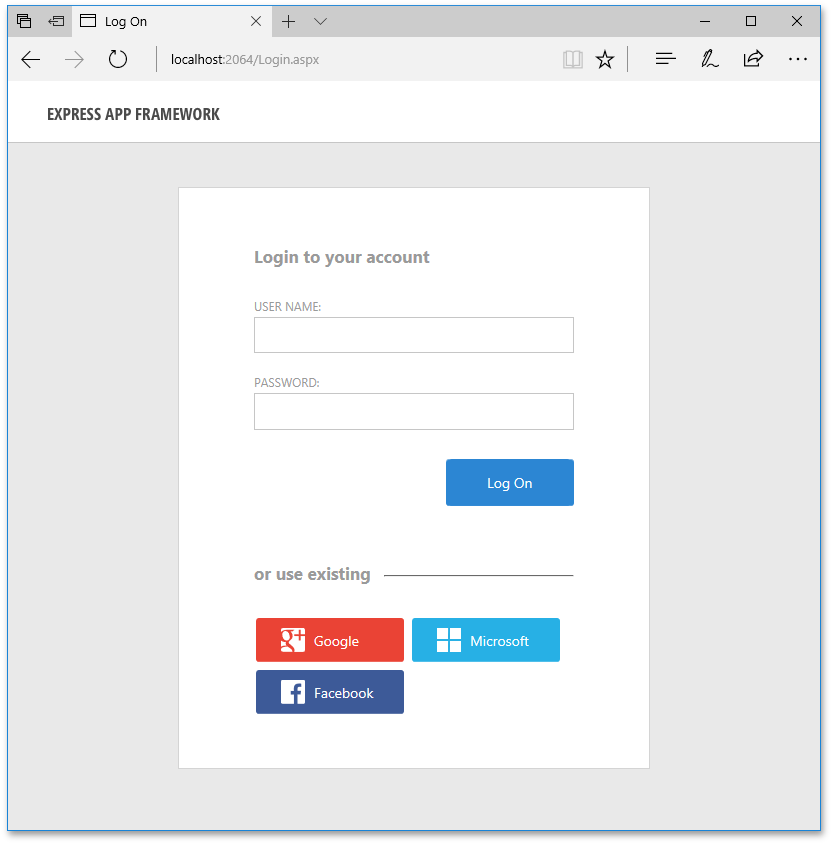 Log On
localhost:2064/Login.aspx
EXPRESS APP FRAMEWORK
Login to your account
USER NAME:
PASSWORD:
Log On
or use existing
Google
Microsoft
Facebook